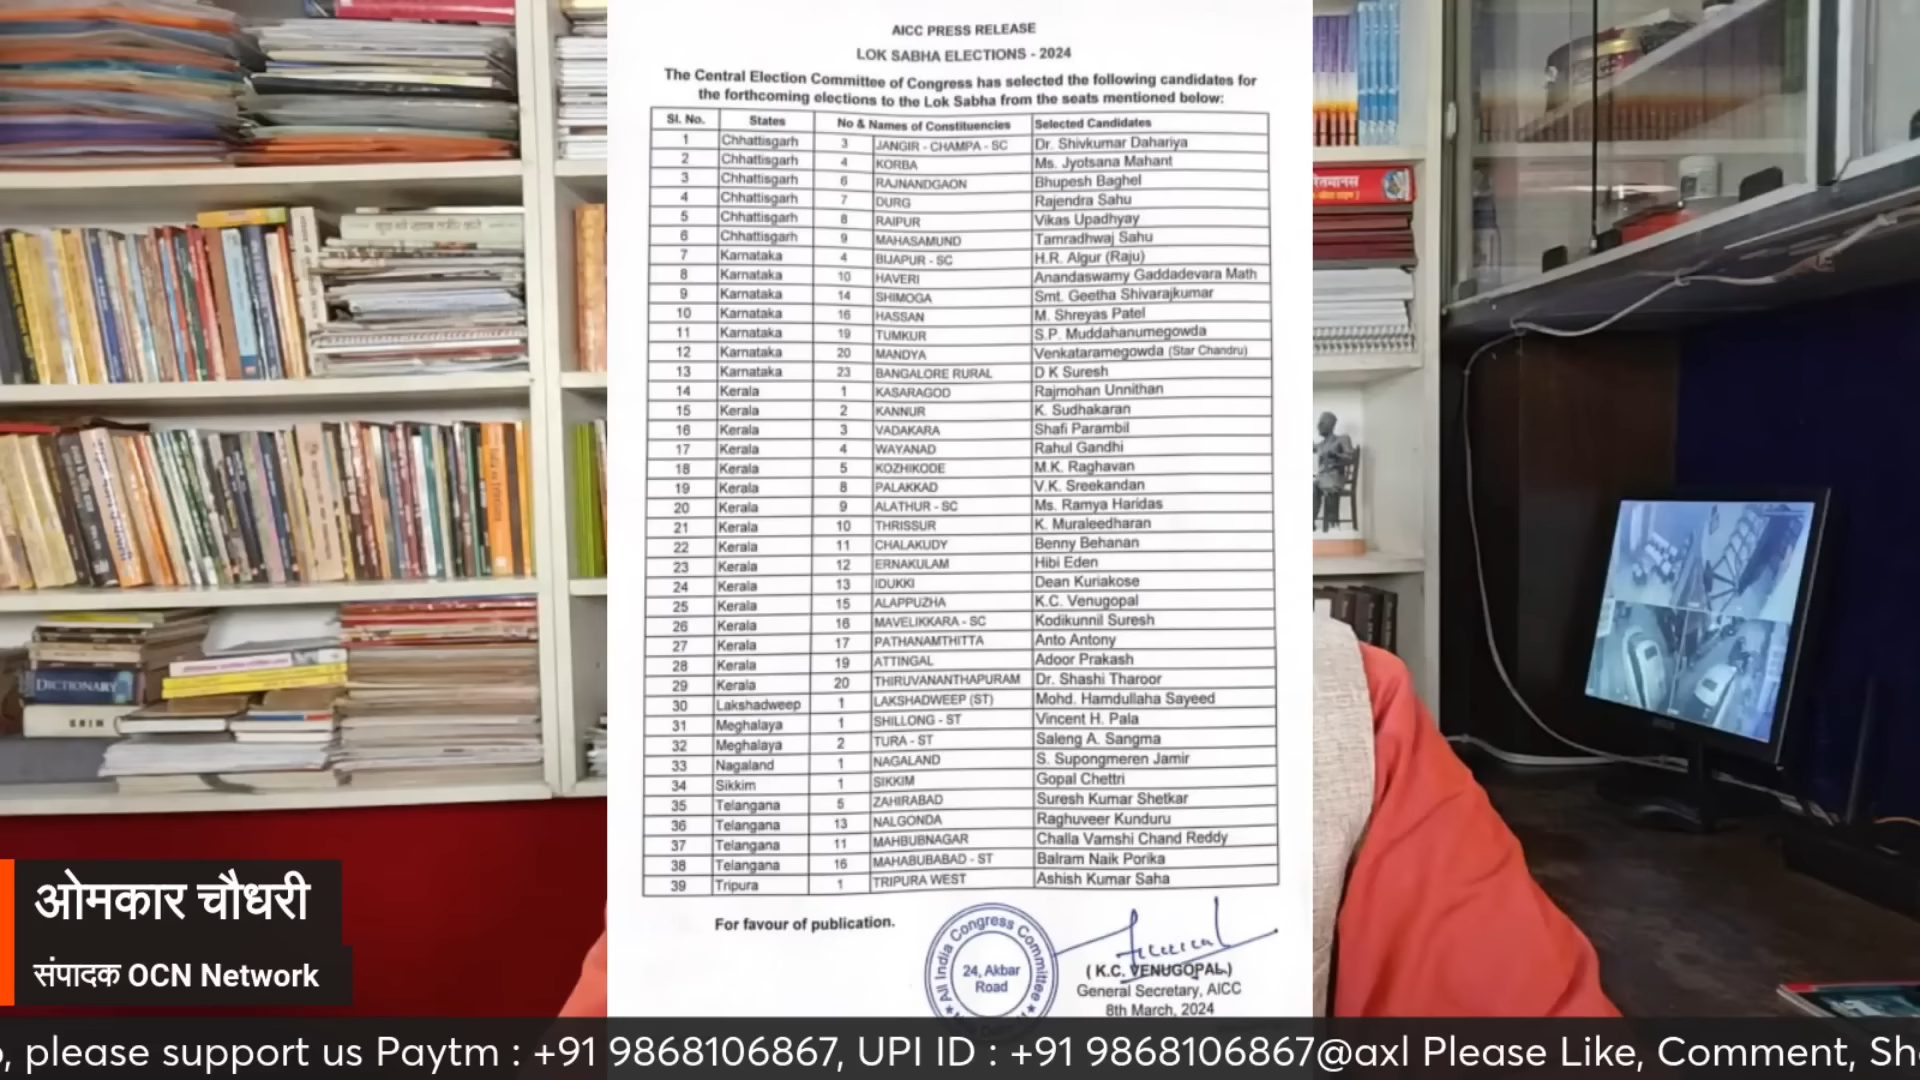 AICC PRESS RELEASE
LOK SABHA ELECTIONS - 2024
The Central Election Committee of Congress has selected the following candidates for
the forthcoming elections to the Lok Sabha from the seats mentioned below:
Sl. No. States No & Names of Constituencies Selected Candidates
1 Chhattisgarh 3 JANGIR - CHAMPA - SC Dr. Shivkumar Dahariya
2 Chhattisgarh 4 KORBA Ms. Jyotsana Mahant
3 Chhattisgarh 6 RAJNANDGAON Bhupesh Baghel
4 Chhattisgarh 7 DURG Rajendra Sahu
5 Chhattisgarh 8 RAIPUR Vikas Upadhyay
6 Chhattisgarh 9 MAHASAMUND Tamradhwaj Sahu
7 Karnataka 4 BIJAPUR - SC H.R. Algur (Raju)
8 Karnataka 10 HAVERI Anandaswamy Gaddadevara Math
9 Karnataka 14 SHIMOGA Smt. Geetha Shivarajkumar
10 Karnataka 16 HASSAN M. Shreyas Patel
11 Karnataka 19 TUMKUR S.P. Muddahanumegowda
12 Karnataka 20 MANDYA Venkataramegowda (Star Chandru)
13 Karnataka 23 BANGALORE RURAL D K Suresh
14 Kerala 1 KASARAGOD Rajmohan Unnithan
15 Kerala 2 KANNUR K. Sudhakaran
16 Kerala 3 VADAKARA Shafi Parambil
17 Kerala 4 WAYANAD Rahul Gandhi
18 Kerala 5 KOZHIKODE M.K. Raghavan
19 Kerala 8 PALAKKAD V.K. Sreekandan
20 Kerala 9 ALATHUR - SC Ms. Ramya Haridas
21 Kerala 10 THRISSUR K. Muraleedharan
22 Kerala 11 CHALAKUDY Benny Behanan
23 Kerala 12 ERNAKULAM Hibi Eden
24 Kerala 13 IDUKKI Dean Kuriakose
25 Kerala 15 ALAPPUZHA K.C. Venugopal
26 Kerala 16 MAVELIKKARA - SC Kodikunnil Suresh
27 Kerala 17 PATHANAMTHITTA Anto Antony
28 Kerala 19 ATTINGAL Adoor Prakash
29 Kerala 20 THIRUVANANTHAPURAM Dr. Shashi Tharoor
30 Lakshadweep 1 LAKSHADWEEP (ST) Mohd. Hamdullaha Sayeed
31 Meghalaya 1 SHILLONG - ST Vincent H. Pala
32 Meghalaya 2 TURA - ST Saleng A. Sangma
33 Nagaland 1 NAGALAND S. Supongmeren Jamir
34 Sikkim 1 SIKKIM Gopal Chettri
35 Telangana 5 ZAHIRABAD Suresh Kumar Shetkar
36 Telangana 13 NALGONDA Raghuveer Kunduru
37 Telangana 11 MAHBUBNAGAR Challa Vamshi Chand Reddy
38 Telangana 16 MAHABUBABAD - ST Balram Naik Porika
39 Tripura 1 TRIPURA WEST Ashish Kumar Saha
For favour of publication.
All India Congress Committee
24, Akbar
Road
( K.C. VENUGOPAL )
General Secretary, AICC
8th March, 2024
DICTIONARY
ओमकार चौधरी
संपादक OCN Network
please support us Paytm : +91 9868106867, UPI ID : +91 9868106867@axl Please Like, Comment,